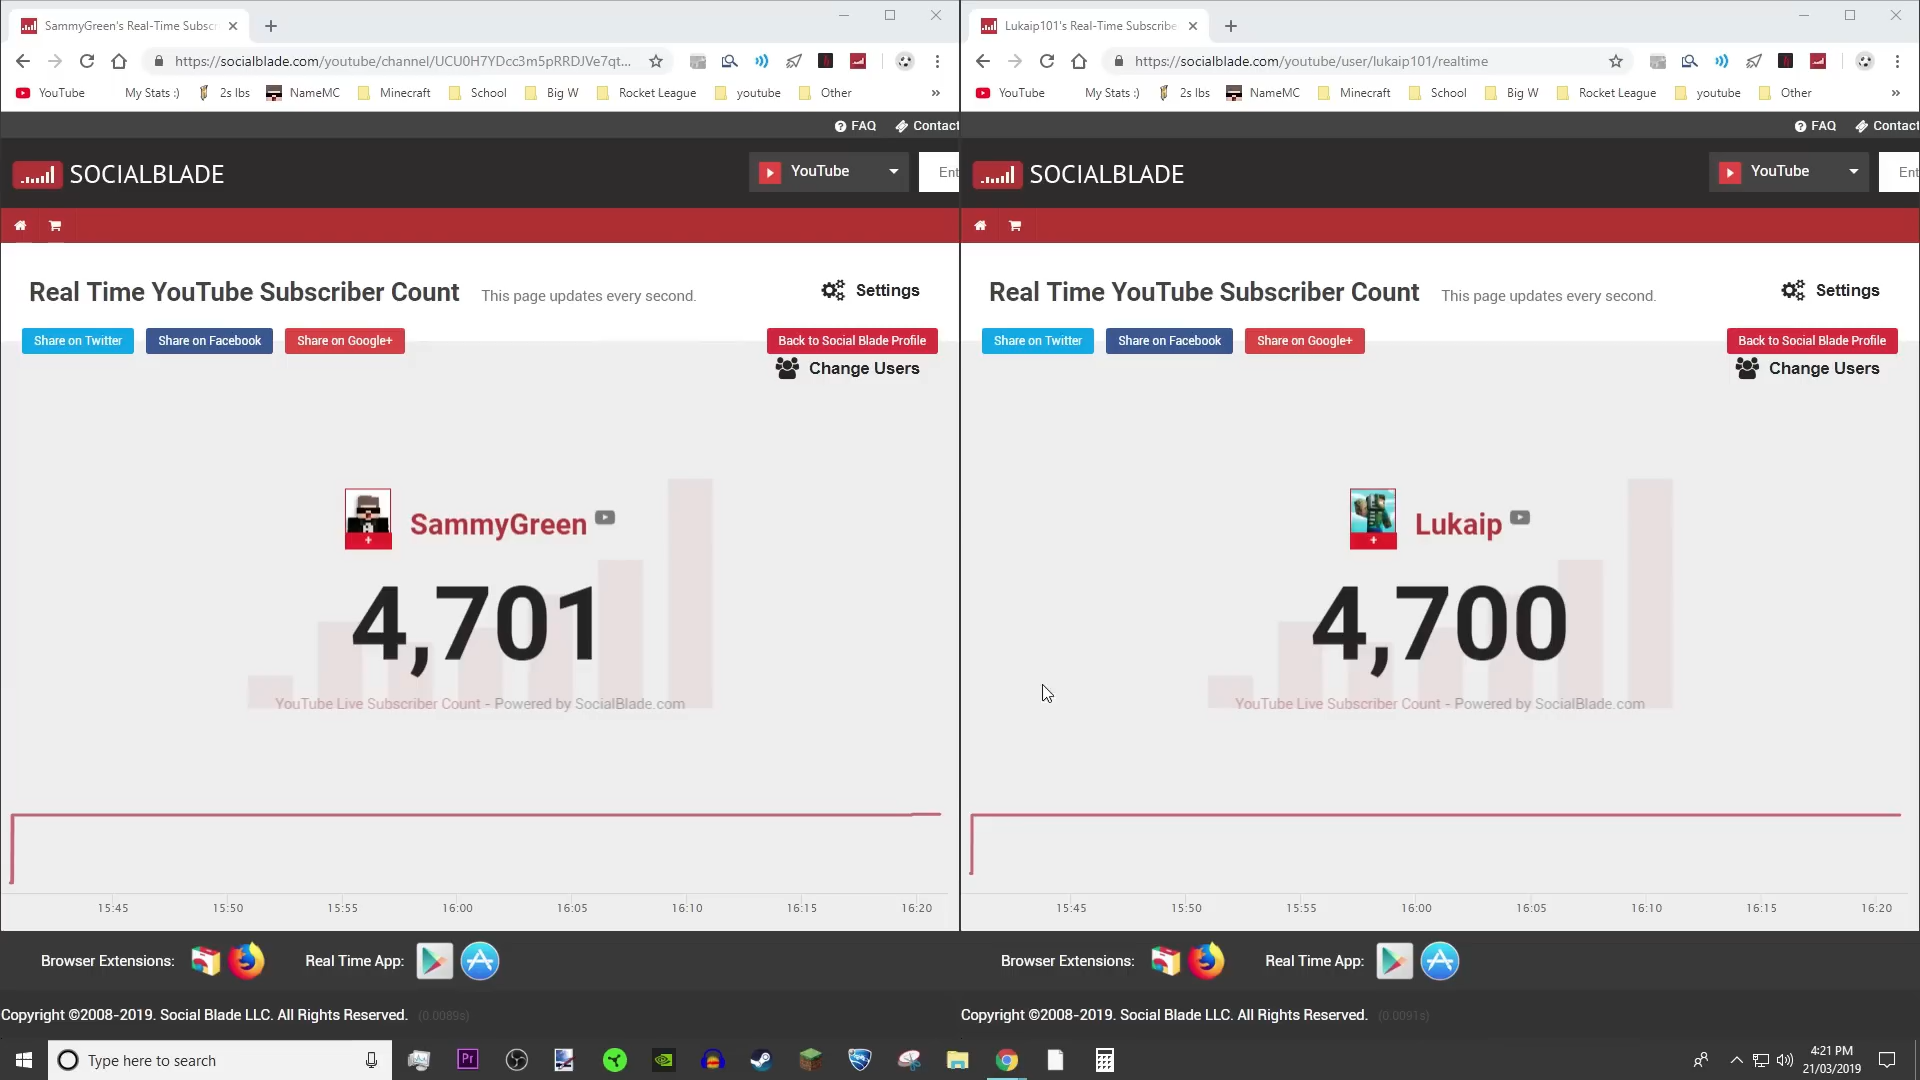 SammyGreen's Real-Time Subscr
https://socialblade.com/youtube/channel/UCU0H7YDcc3m5pRRDJVe7qt...
YouTube My Stats :) 2s lbs NameMC Minecraft School Big W Rocket League youtube Other »
FAQ Contact
SOCIALBLADE YouTube Ent
Real Time YouTube Subscriber Count This page updates every second. Settings
Share on Twitter Share on Facebook Share on Google+ Back to Social Blade Profile
Change Users
SammyGreen
4,701
YouTube Live Subscriber Count - Powered by SocialBlade.com
15:45 15:50 15:55 16:00 16:05 16:10 16:15 16:20
Browser Extensions: Real Time App:
Copyright ©2008-2019. Social Blade LLC. All Rights Reserved. (0.0089s)
Lukaip101's Real-Time Subscribe
https://socialblade.com/youtube/user/lukaip101/realtime
YouTube My Stats :) 2s lbs NameMC Minecraft School Big W Rocket League youtube Other »
FAQ Contact
SOCIALBLADE YouTube Ent
Real Time YouTube Subscriber Count This page updates every second. Settings
Share on Twitter Share on Facebook Share on Google+ Back to Social Blade Profile
Change Users
Lukaip
4,700
YouTube Live Subscriber Count - Powered by SocialBlade.com
15:45 15:50 15:55 16:00 16:05 16:10 16:15 16:20
Browser Extensions: Real Time App:
Copyright ©2008-2019. Social Blade LLC. All Rights Reserved. (0.0091s)
Type here to search Pr 4:21 PM
21/03/2019